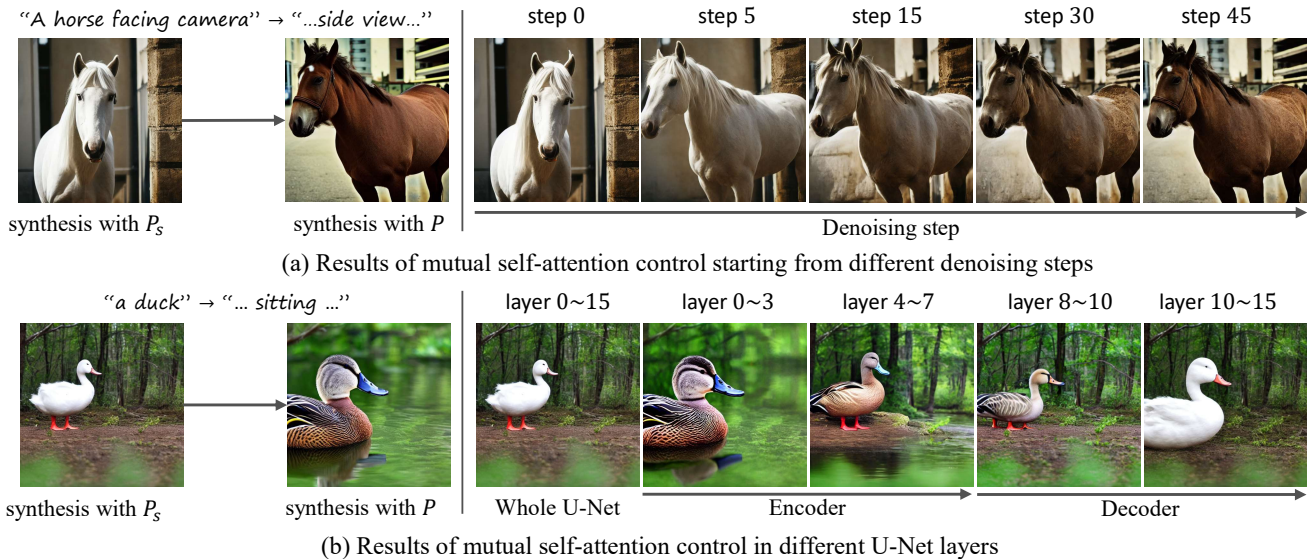 “A horse facing camera” → “...side view...”
step 0 step 5 step 15 step 30 step 45
synthesis with Pₛ synthesis with P
Denoising step
(a) Results of mutual self-attention control starting from different denoising steps
“a duck” → “... sitting ...”
layer 0~15 layer 0~3 layer 4~7 layer 8~10 layer 10~15
synthesis with Pₛ synthesis with P Whole U-Net Encoder Decoder
(b) Results of mutual self-attention control in different U-Net layers